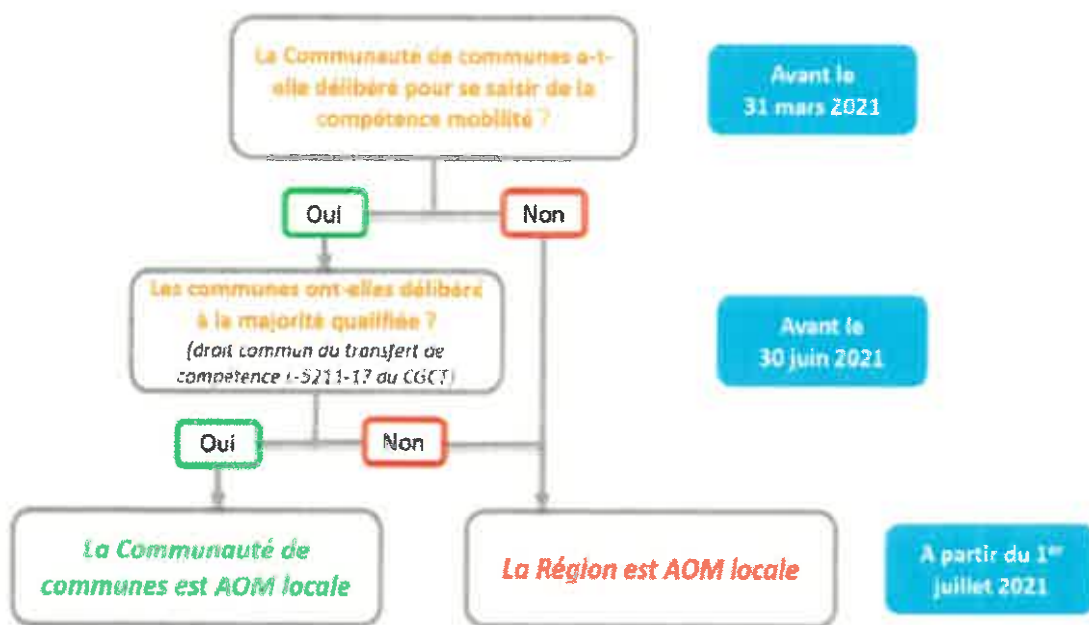 La Communauté de communes a-t-
elle délibéré pour se saisir de la
compétence mobilité ?
Avant le
31 mars 2021
Oui
Non
Les communes ont-elles délibéré
à la majorité qualifiée ?
(droit commun du transfert de
compétence L-5211-17 du CGCT)
Avant le
30 juin 2021
Oui
Non
La Communauté de
communes est AOM locale
La Région est AOM locale
A partir du 1er
juillet 2021